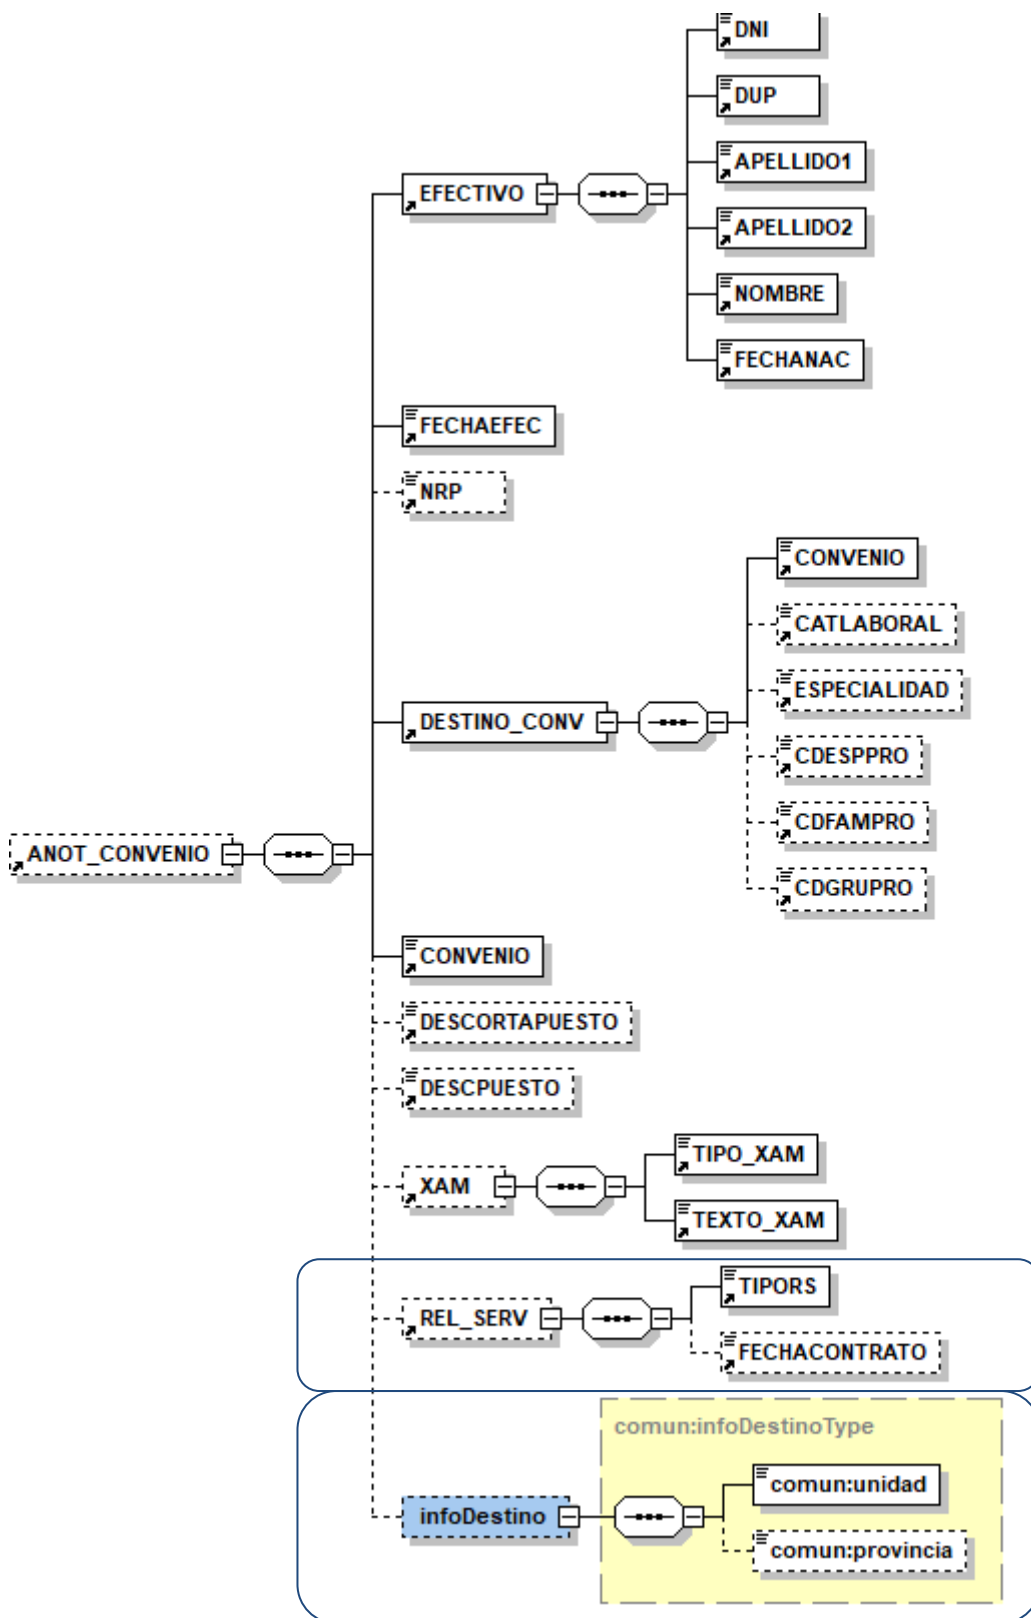 DNI
DUP
APELLIDO1
EFECTIVO
APELLIDO2
NOMBRE
FECHANAC
FECHAEFEC
NRP
CONVENIO
CATLABORAL
ESPECIALIDAD
DESTINO_CONV
CDESPPRO
CDFAMPRO
ANOT_CONVENIO
CDGRUPRO
CONVENIO
DESCORTAPUESTO
DESCPUESTO
TIPO_XAM
XAM
TEXTO_XAM
TIPORS
REL_SERV
FECHACONTRATO
comun:infoDestinoType
comun:unidad
infoDestino
comun:provincia